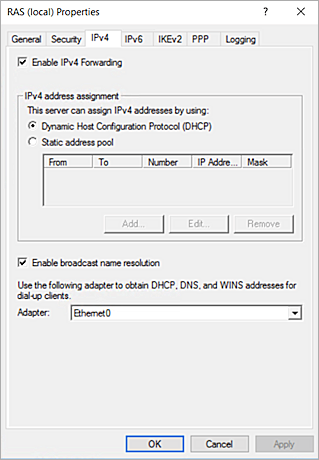 RAS (local) Properties
General Security IPv4 IPv6 IKEv2 PPP Logging
Enable IPv4 Forwarding
IPv4 address assignment
This server can assign IPv4 addresses by using:
Dynamic Host Configuration Protocol (DHCP)
Static address pool
From To Number IP Addre... Mask
Add... Edit... Remove
Enable broadcast name resolution
Use the following adapter to obtain DHCP, DNS, and WINS addresses for
dial-up clients.
Adapter: Ethernet0
OK Cancel Apply